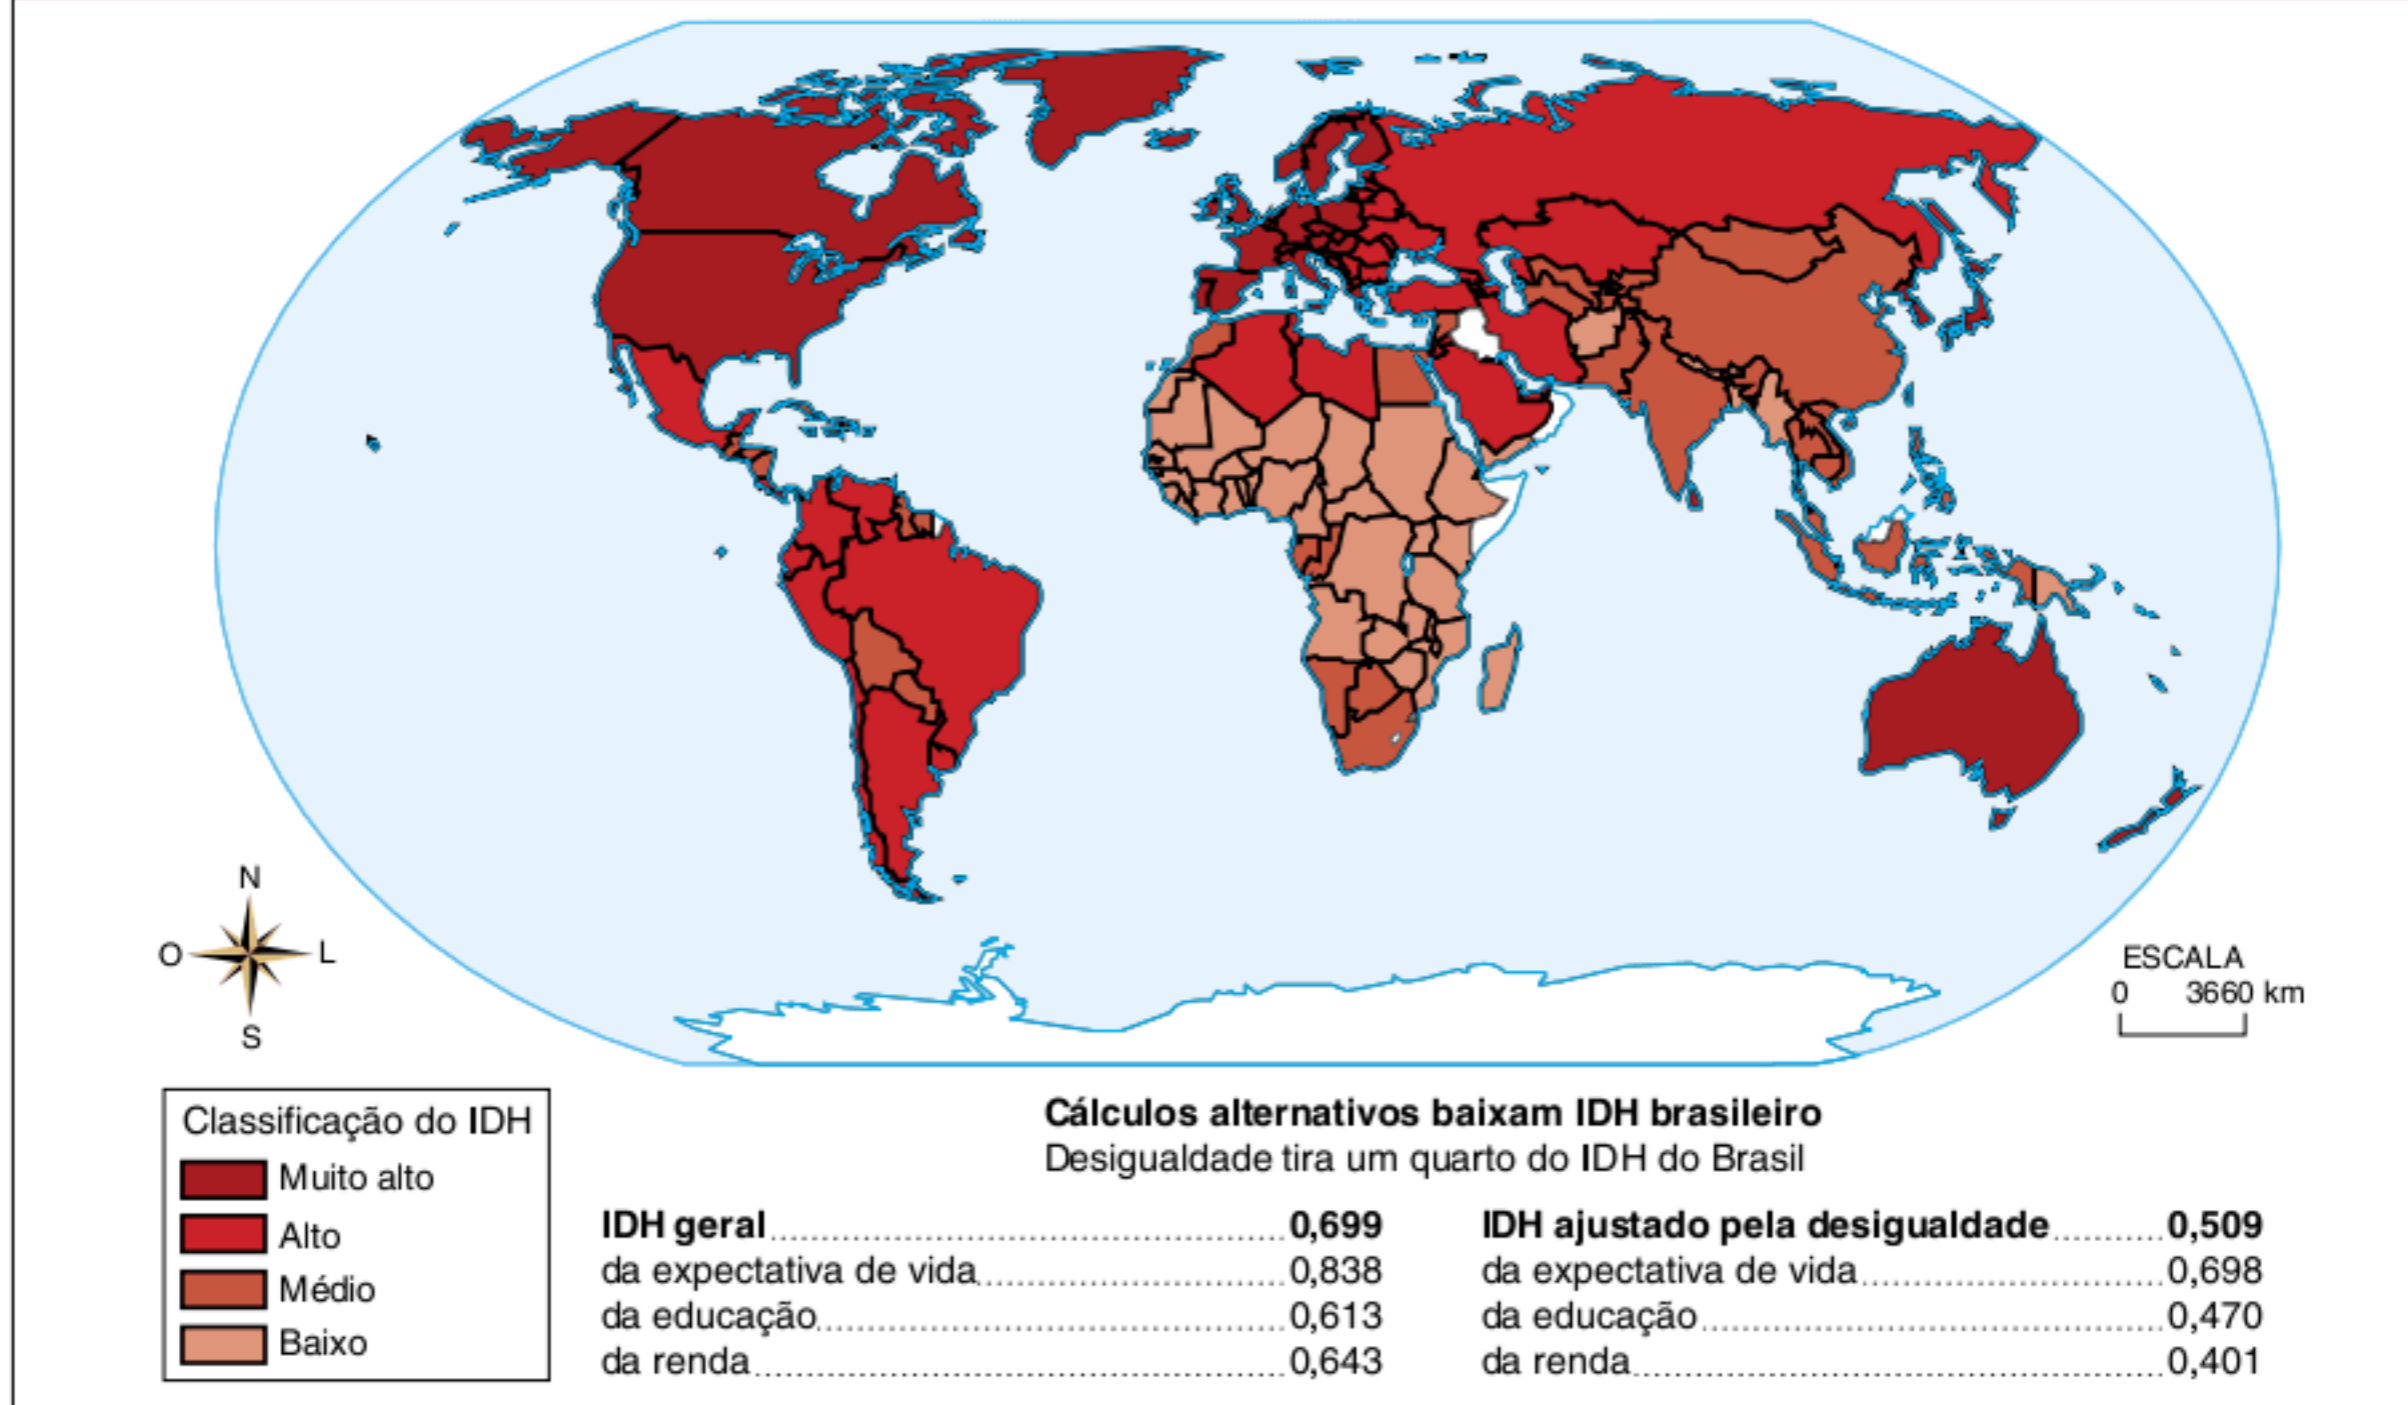 N
O
L
S
ESCALA
0 3660 km
Classificação do IDH
Muito alto
Alto
Médio
Baixo
Cálculos alternativos baixam IDH brasileiro
Desigualdade tira um quarto do IDH do Brasil
IDH geral 0,699
da expectativa de vida 0,838
da educação 0,613
da renda 0,643
IDH ajustado pela desigualdade 0,509
da expectativa de vida 0,698
da educação 0,470
da renda 0,401